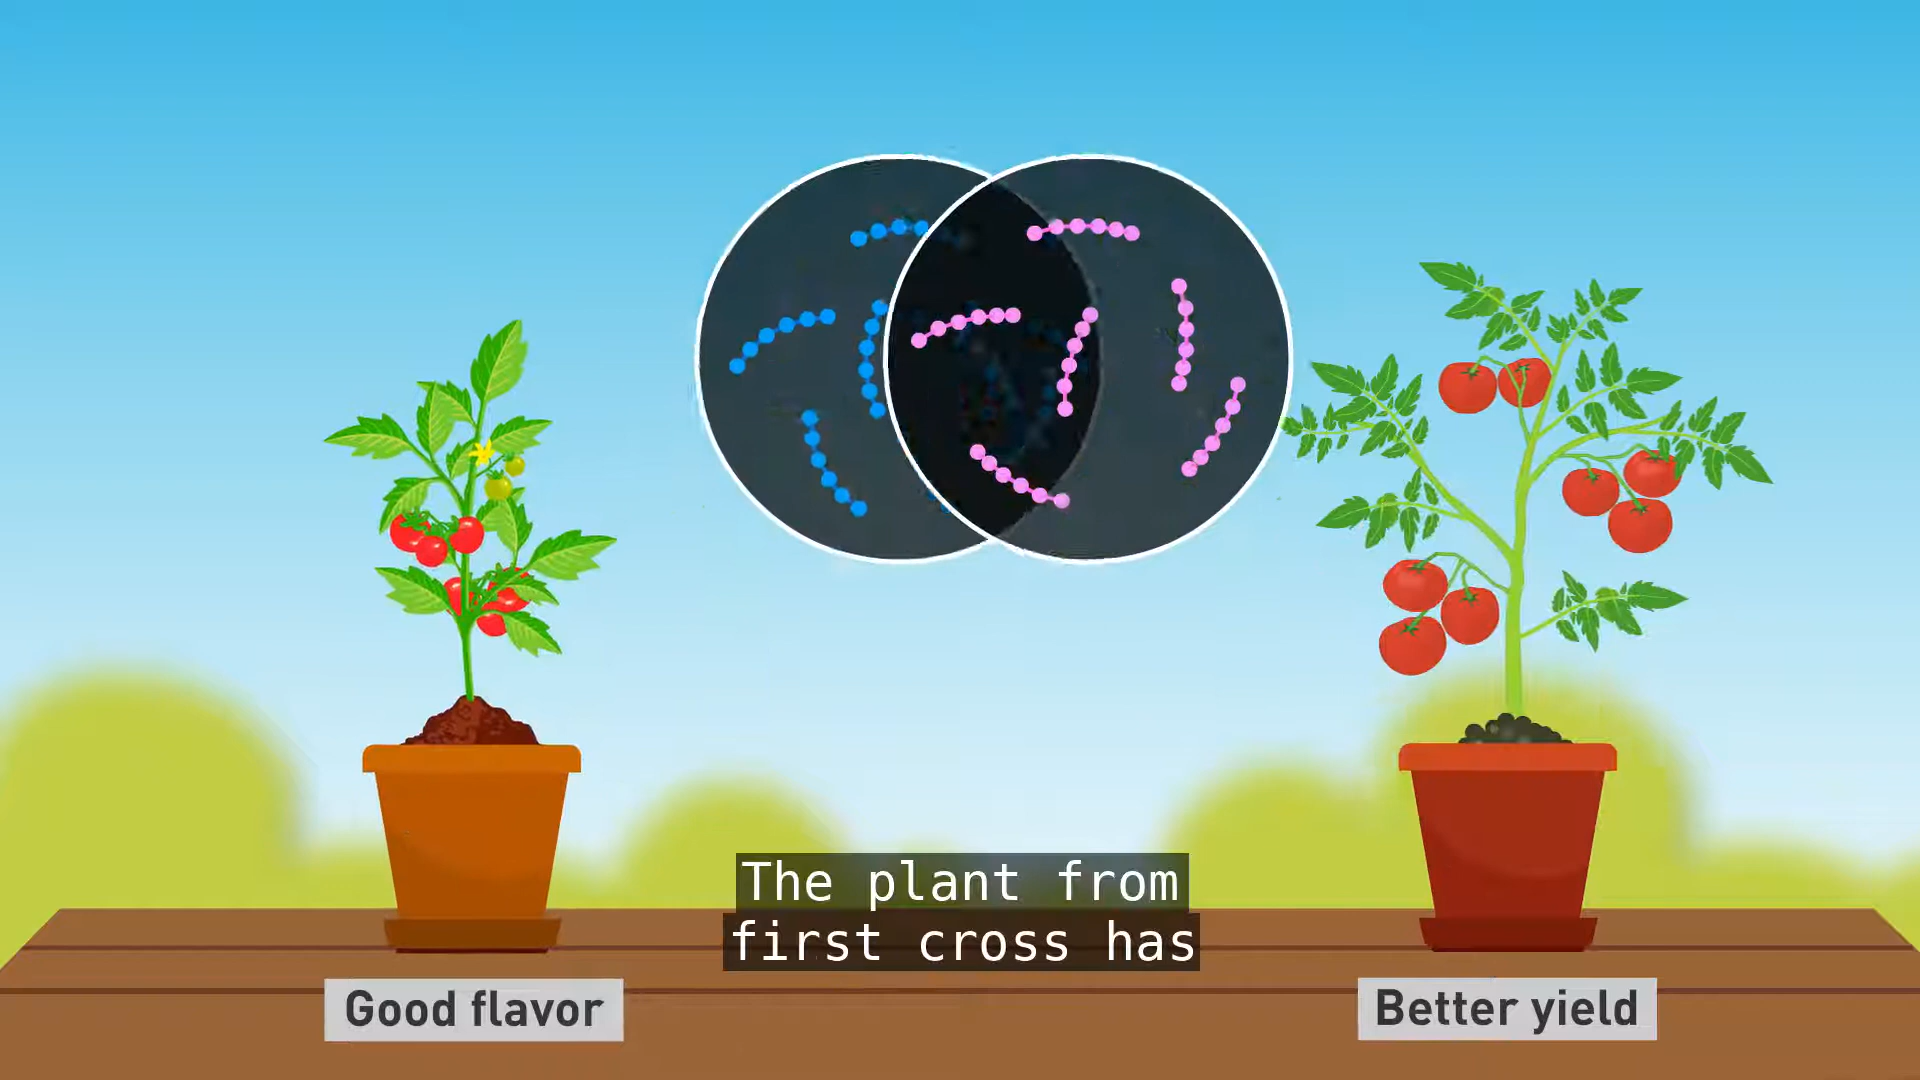 The plant from
first cross has
Good flavor
Better yield